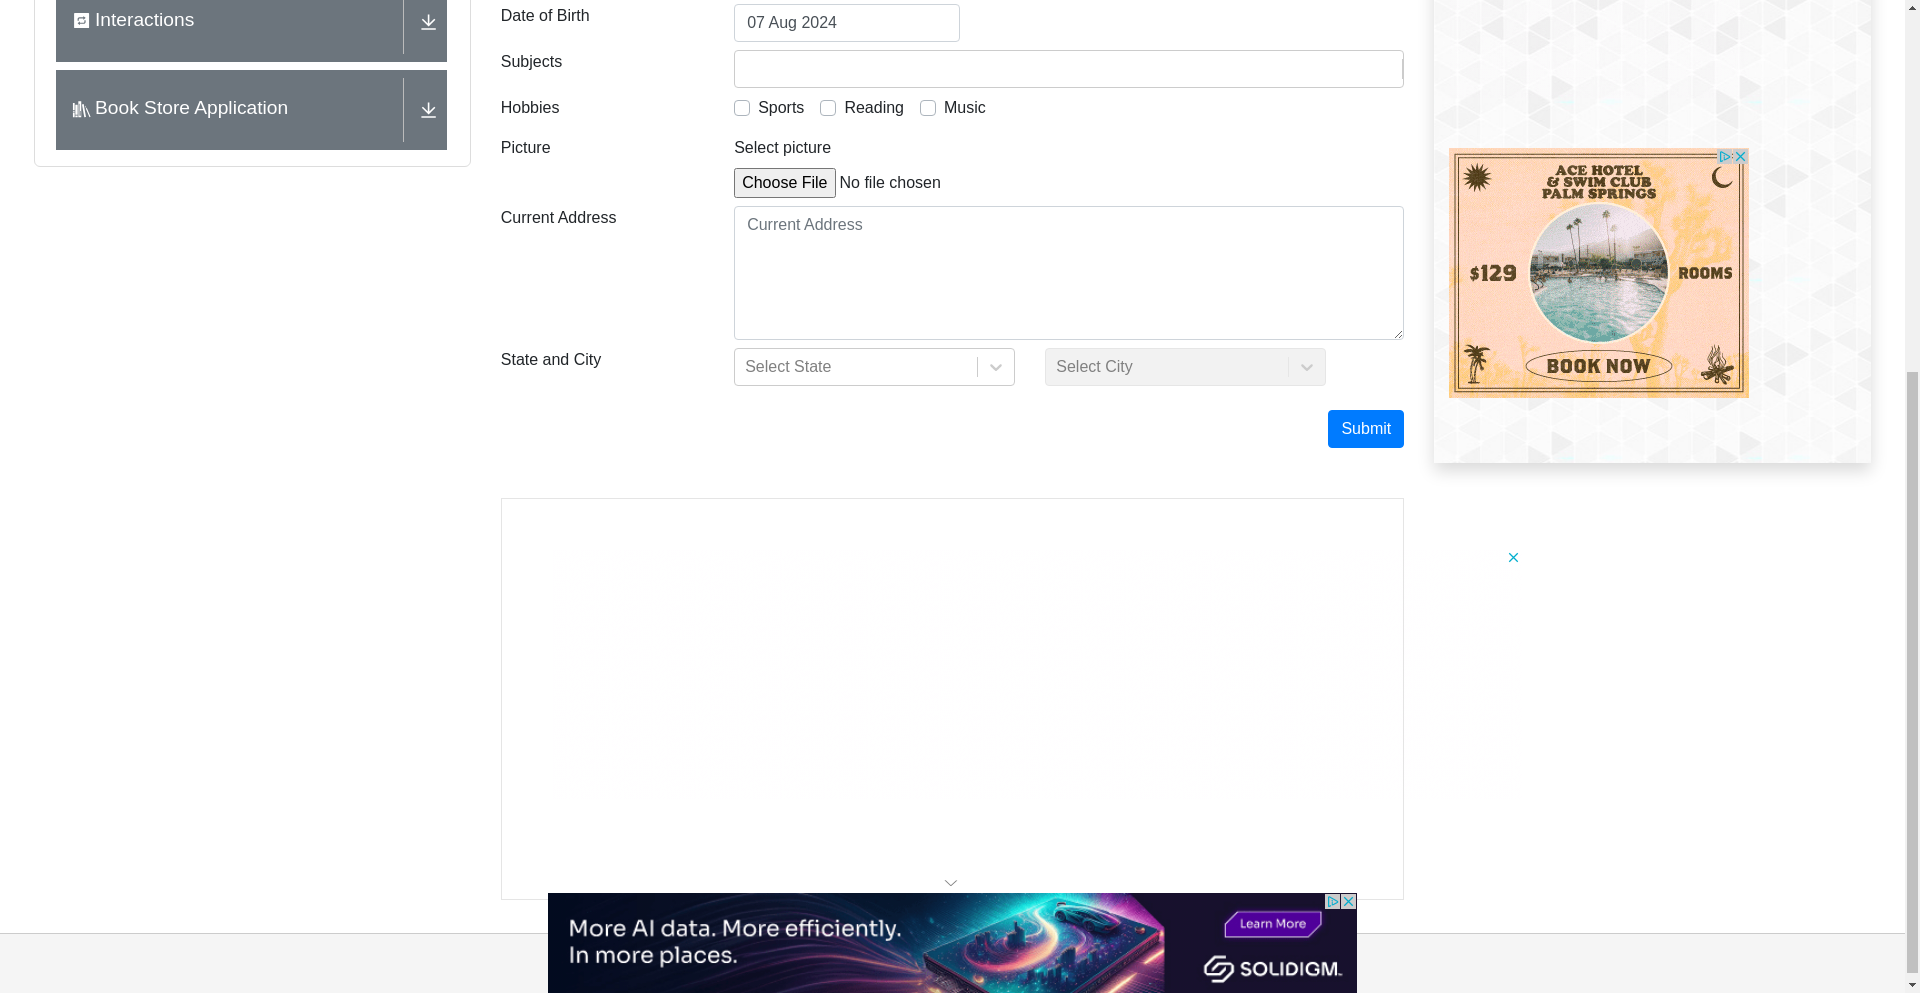 Interactions
Book Store Application
Date of Birth
07 Aug 2024
Subjects
Hobbies
Sports
Reading
Music
Picture
Select picture
Choose File
No file chosen
Current Address
Current Address
State and City
Select State
Select City
Submit
ACE HOTEL
& SWIM CLUB
PALM SPRINGS
$129
ROOMS
BOOK NOW
More AI data. More efficiently.
In more places.
Learn More
SOLIDIGM